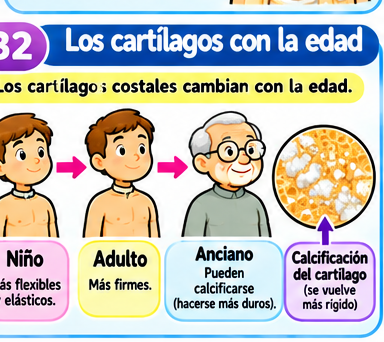 32 Los cartílagos con la edad
Los cartílagos costales cambian con la edad.
Niño
ás flexibles
y elásticos.
Adulto
Más firmes.
Anciano
Pueden
calcificarse
(hacerse más duros).
Calcificación
del cartílago
(se vuelve
más rígido)